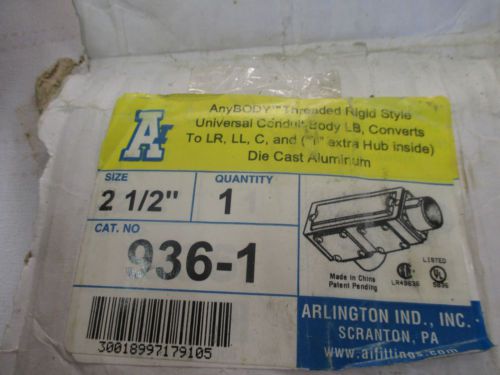 AnyBODY™ Threaded Rigid Style
Universal Conduit Body LB, Converts
To LR, LL, C, and ("T" extra Hub inside)
Die Cast Aluminum
SIZE
QUANTITY
2 1/2"
1
CAT. NO
936-1
Made in China
Patent Pending
LISTED
LR49636
30018997179105
ARLINGTON IND., INC.
SCRANTON, PA
www.aifittings.com